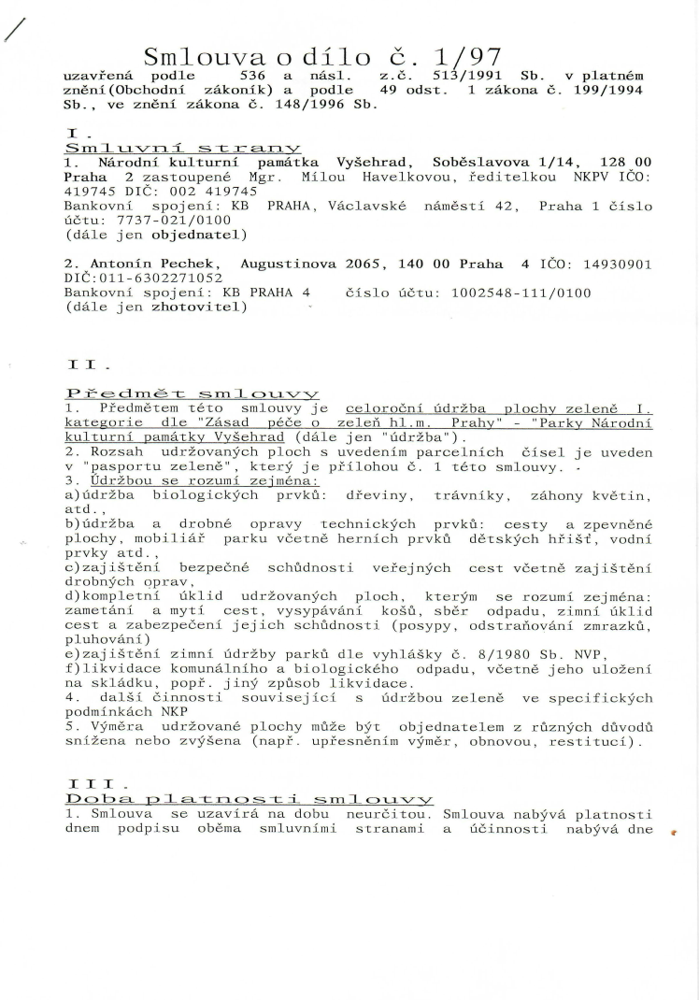 Smlouva o dílo č. 1/97
uzavřená podle 536 a násl. z.č. 513/1991 Sb. v platném
znění(Obchodní zákoník) a podle 49 odst. 1 zákona č. 199/1994
Sb., ve znění zákona č. 148/1996 Sb.
I.
Smluvní strany
1. Národní kulturní památka Vyšehrad, Soběslavova 1/14, 128 00
Praha 2 zastoupené Mgr. Mílou Havelkovou, ředitelkou NKPV IČO:
419745 DIČ: 002 419745
Bankovní spojení: KB PRAHA, Václavské náměstí 42, Praha 1 číslo
účtu: 7737-021/0100
(dále jen objednatel)
2. Antonín Pechek, Augustinova 2065, 140 00 Praha 4 IČO: 14930901
DIČ:011-6302271052
Bankovní spojení: KB PRAHA 4 číslo účtu: 1002548-111/0100
(dále jen zhotovitel)
II.
Předmět smlouvy
1. Předmětem této smlouvy je celoroční údržba plochy zeleně I.
kategorie dle "Zásad péče o zeleň hl.m. Prahy" - "Parky Národní
kulturní památky Vyšehrad (dále jen "údržba").
2. Rozsah udržovaných ploch s uvedením parcelních čísel je uveden
v "pasportu zeleně", který je přílohou č. 1 této smlouvy.
3. Údržbou se rozumí zejména:
a)údržba biologických prvků: dřeviny, trávníky, záhony květin,
atd.,
b)údržba a drobné opravy technických prvků: cesty a zpevněné
plochy, mobiliář parku včetně herních prvků dětských hřišť, vodní
prvky atd.,
c)zajištění bezpečné schůdnosti veřejných cest včetně zajištění
drobných oprav,
d)kompletní úklid udržovaných ploch, kterým se rozumí zejména:
zametání a mytí cest, vysypávání košů, sběr odpadu, zimní úklid
cest a zabezpečení jejich schůdnosti (posypy, odstraňování zmrazků,
pluhování)
e)zajištění zimní údržby parků dle vyhlášky č. 8/1980 Sb. NVP,
f)likvidace komunálního a biologického odpadu, včetně jeho uložení
na skládku, popř. jiný způsob likvidace.
4. další činnosti související s údržbou zeleně ve specifických
podmínkách NKP
5. Výměra udržované plochy může být objednatelem z různých důvodů
snížena nebo zvýšena (např. upřesněním výměr, obnovou, restitucí).
III.
Doba platnosti smlouvy
1. Smlouva se uzavírá na dobu neurčitou. Smlouva nabývá platnosti
dnem podpisu oběma smluvními stranami a účinnosti nabývá dne